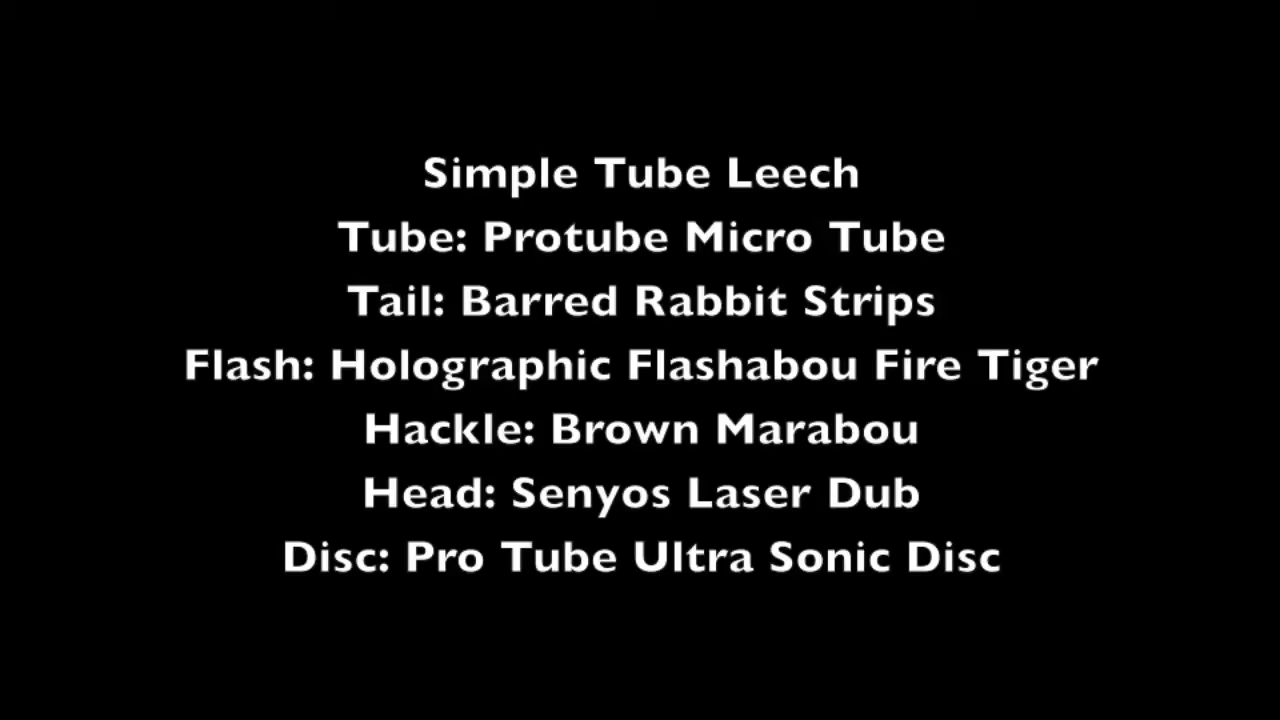 Simple Tube Leech
Tube: Protube Micro Tube
Tail: Barred Rabbit Strips
Flash: Holographic Flashabou Fire Tiger
Hackle: Brown Marabou
Head: Senyos Laser Dub
Disc: Pro Tube Ultra Sonic Disc